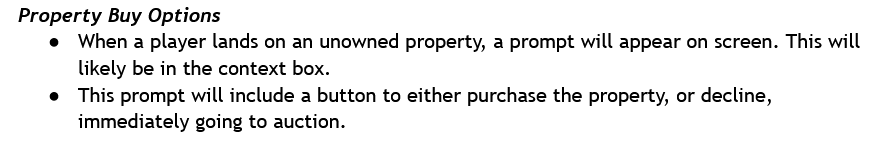 Property Buy Options
● When a player lands on an unowned property, a prompt will appear on screen. This will
likely be in the context box.
● This prompt will include a button to either purchase the property, or decline,
immediately going to auction.